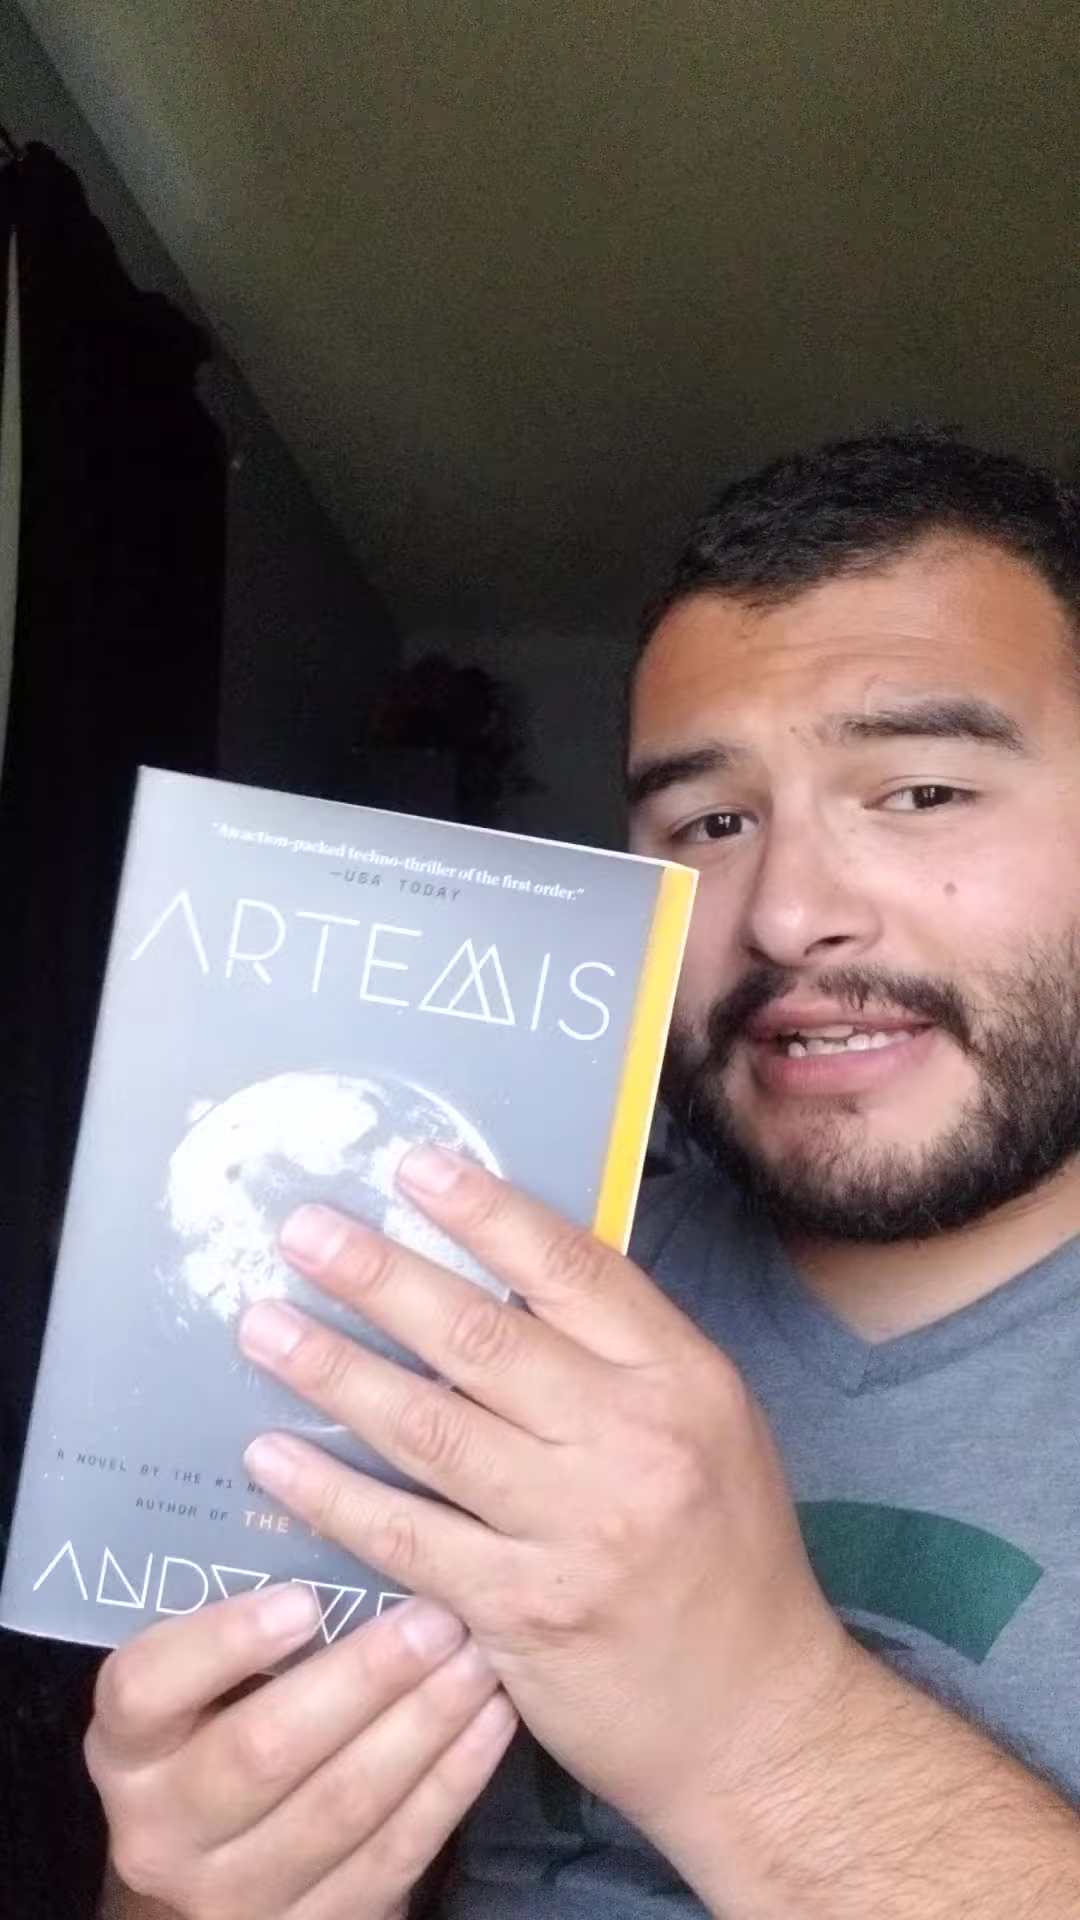 "An action-packed techno-thriller of the first order."
—USA TODAY
ARTEMIS
A NOVEL BY THE #1
AUTHOR OF THE
ANDY